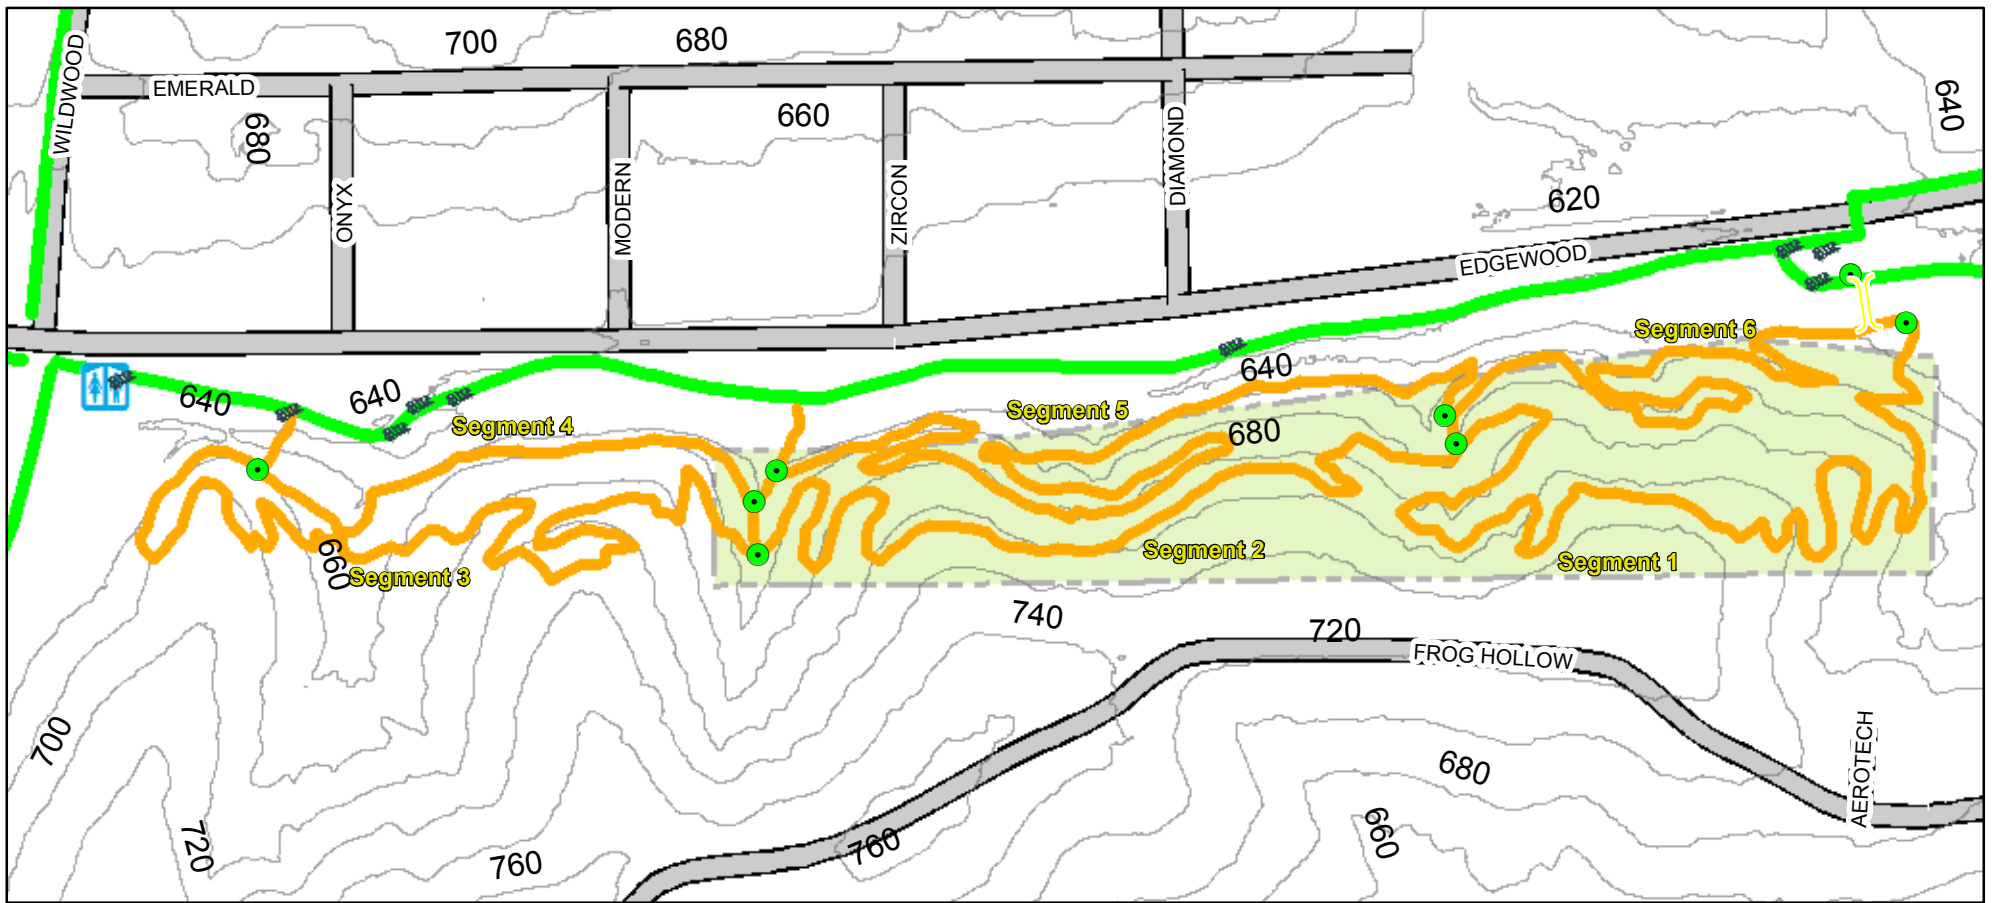 700
680
WILDWOOD
EMERALD
640
660
680
DIAMOND
MODERN
ZIRCON
ONYX
620
EDGEWOOD
Segment 6
640
640
640
Segment 5
Segment 4
680
Segment 2
Segment 1
660
Segment 3
740
720
FROG HOLLOW
700
AEROTECH
680
720
660
760
760